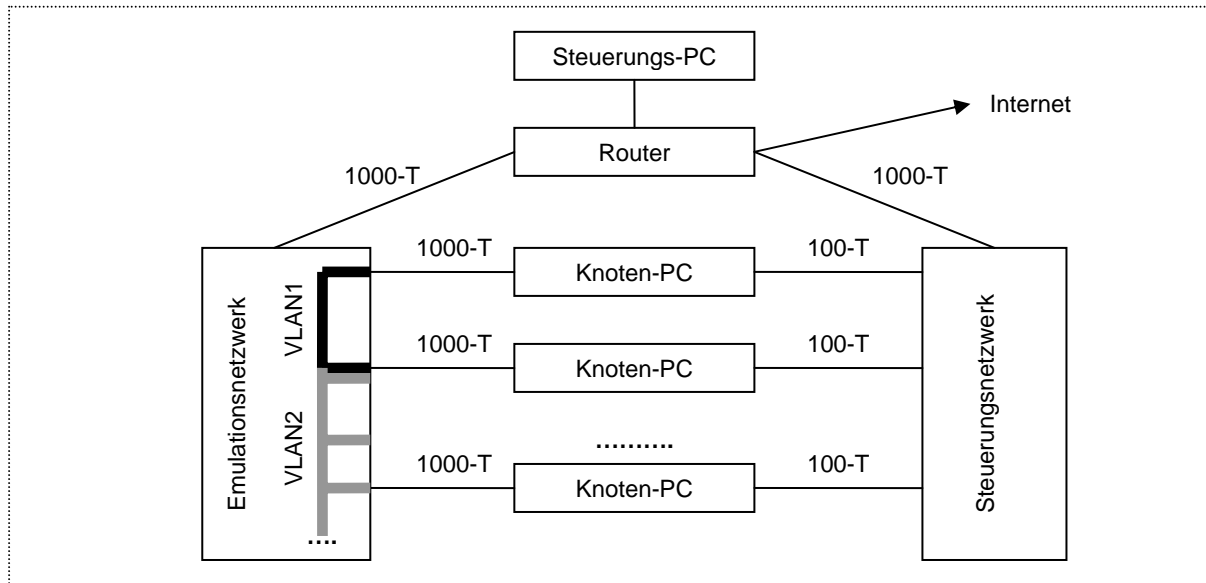 Steuerungs-PC
Internet
Router
1000-T
1000-T
1000-T
Knoten-PC
100-T
VLAN1
1000-T
Knoten-PC
100-T
Emulationsnetzwerk
Steuerungsnetzwerk
VLAN2
..........
1000-T
Knoten-PC
100-T
....